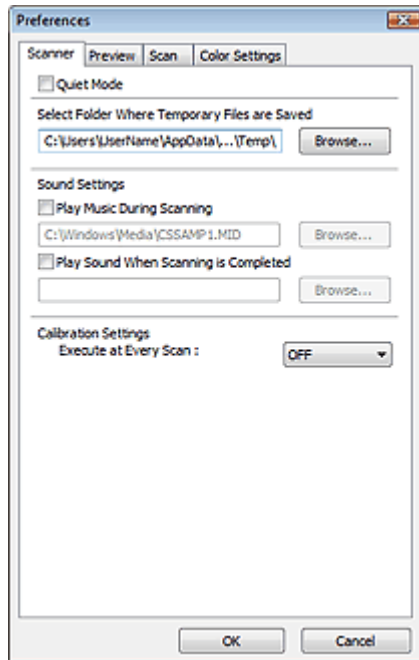 Preferences
Scanner Preview Scan Color Settings
Quiet Mode
Select Folder Where Temporary Files are Saved
C:\Users\UserName\AppData\...\Temp\ Browse...
Sound Settings
Play Music During Scanning
C:\Windows\Media\CSSAMP1.MID Browse...
Play Sound When Scanning is Completed
Browse...
Calibration Settings
Execute at Every Scan : OFF
OK Cancel